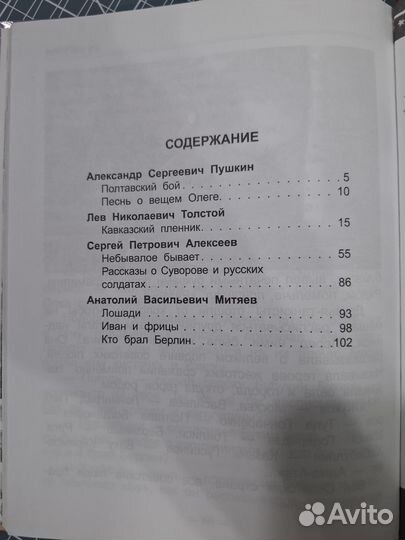 СОДЕРЖАНИЕ
Александр Сергеевич Пушкин
Полтавский бой. . . . . . . . . . . . . . . . . . . . 5
Песнь о вещем Олеге. . . . . . . . . . . . . . . 10
Лев Николаевич Толстой
Кавказский пленник. . . . . . . . . . . . . . . . 15
Сергей Петрович Алексеев
Небывалое бывает. . . . . . . . . . . . . . . . . 55
Рассказы о Суворове и русских
солдатах. . . . . . . . . . . . . . . . . . . . . . . 86
Анатолий Васильевич Митяев
Лошади. . . . . . . . . . . . . . . . . . . . . . . . 93
Иван и фрицы. . . . . . . . . . . . . . . . . . . 98
Кто брал Берлин. . . . . . . . . . . . . . . . . 102
Avito